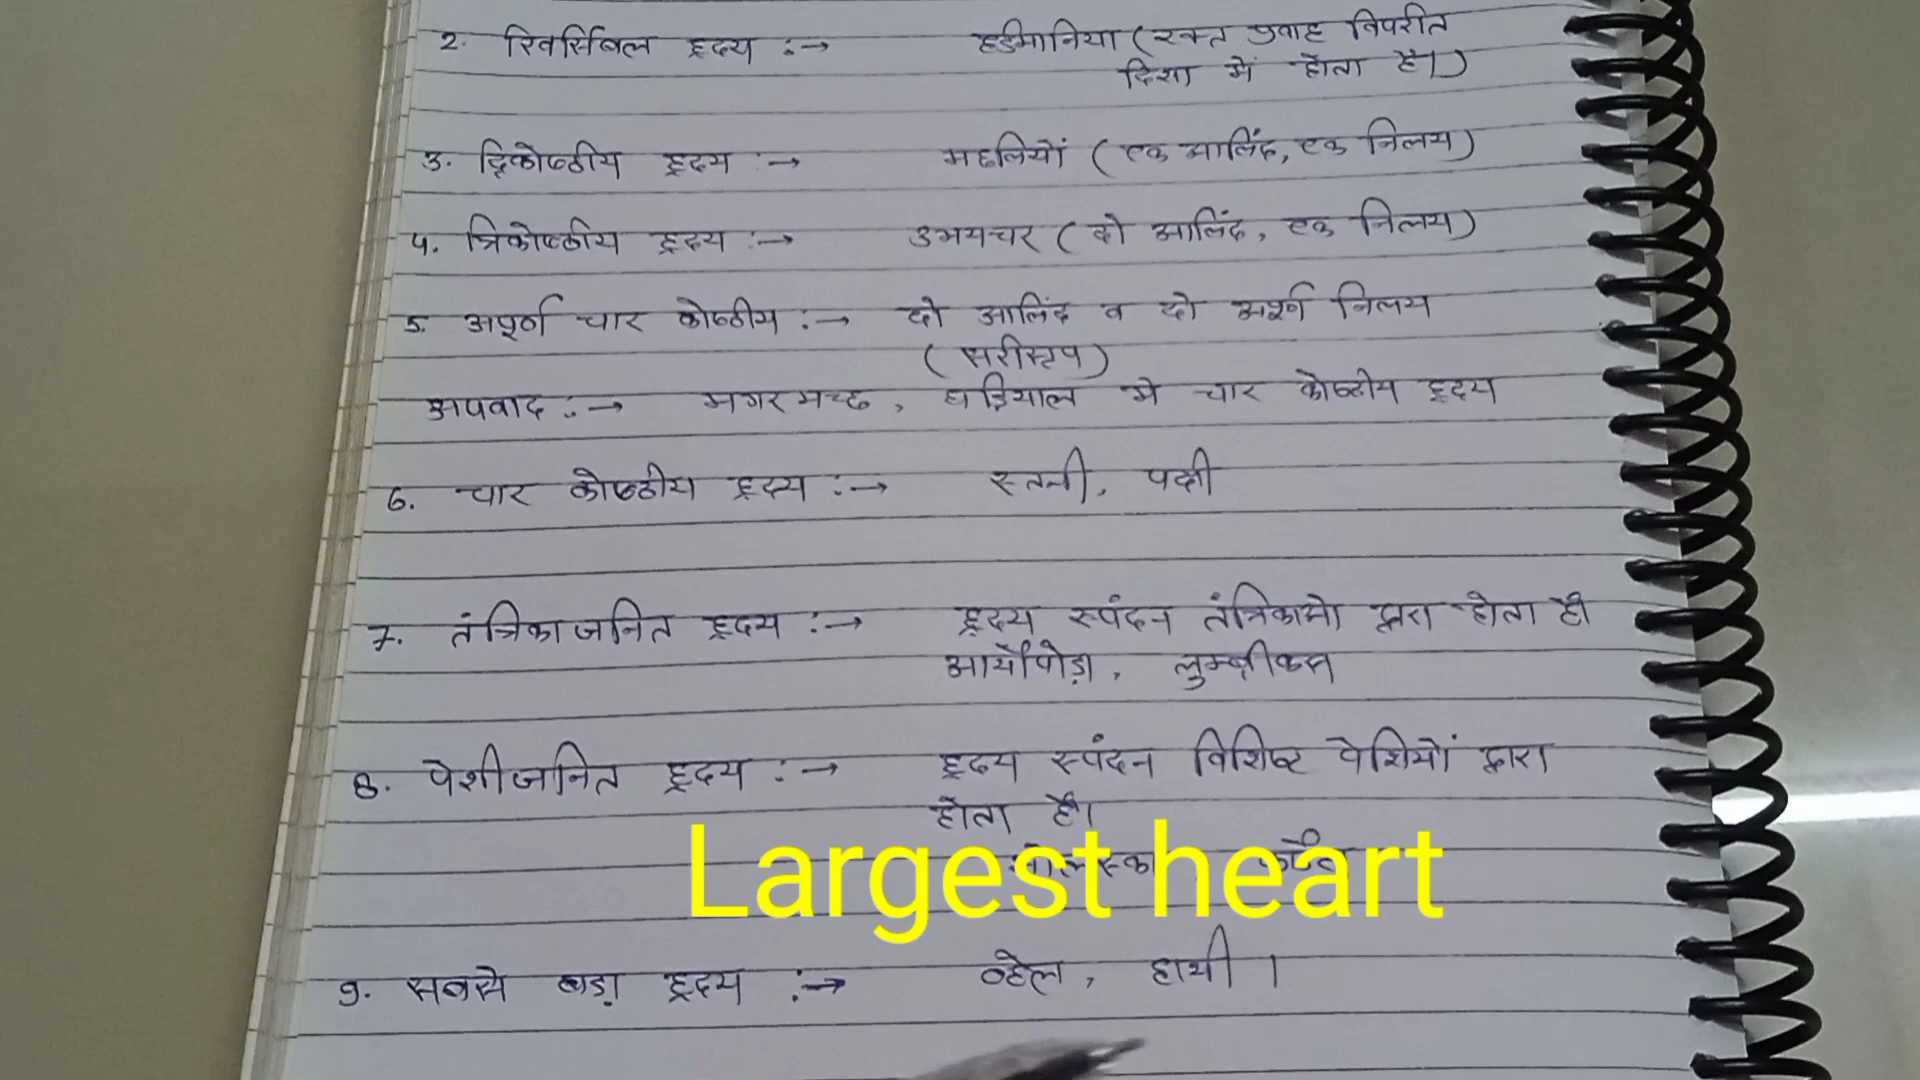 2. रिवर्सिबल हृदय :→ हर्डमानिया (रक्त प्रवाह विपरीत
दिशा में होता है।)
3. द्विकोष्ठीय हृदय :→ मछलियों (एक आलिंद, एक निलय)
4. त्रिकोष्ठीय हृदय :→ उभयचर (दो आलिंद, एक निलय)
5. अपूर्ण चार कोष्ठीय :→ दो आलिंद व दो अपूर्ण निलय
(सरीसृप)
अपवाद :→ मगरमच्छ, घड़ियाल मे चार कोष्ठीय हृदय
6. चार कोष्ठीय हृदय :→ स्तनी, पक्षी
7. तंत्रिकाजनित हृदय :→ हृदय स्पंदन तंत्रिकाओ द्वारा होता है।
आर्थोपोड़ा,
8. पेशीजनित हृदय :→ हृदय स्पंदन विशिष्ट पेशियों द्वारा
होता है।
Largest heart
9. सबसे बड़ा हृदय :→ व्हेल, हाथी।